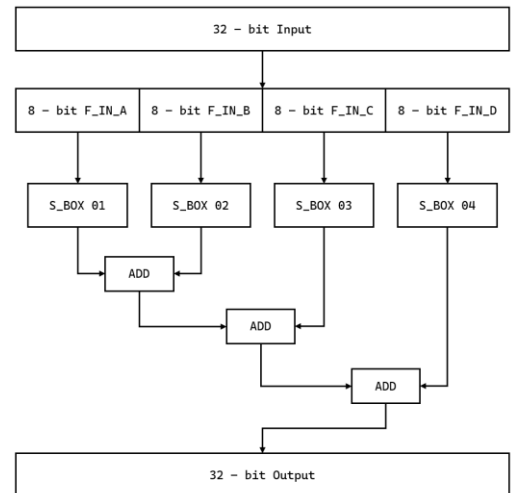 32 – bit Input
8 – bit F_IN_A
8 – bit F_IN_B
8 – bit F_IN_C
8 – bit F_IN_D
S_BOX 01
S_BOX 02
S_BOX 03
S_BOX 04
ADD
ADD
ADD
32 – bit Output